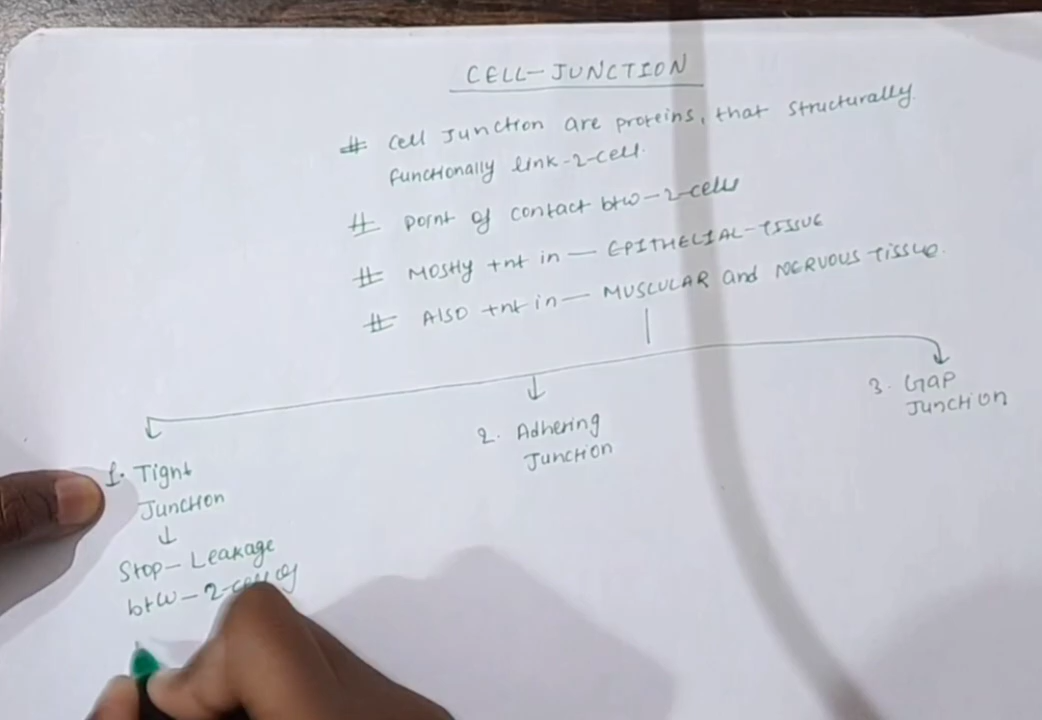 CELL-JUNCTION
# Cell Junction are proteins, that structurally
functionally link-2-cell.
# Point of contact btw-2-cells
# Mostly +nt in — EPITHELIAL-TISSUE
# Also +nt in — MUSCULAR and NERVOUS tissue.
1. Tight
Junction
2. Adhering
Junction
3. Gap
Junction
↓
Stop-Leakage
btw-2-cell of